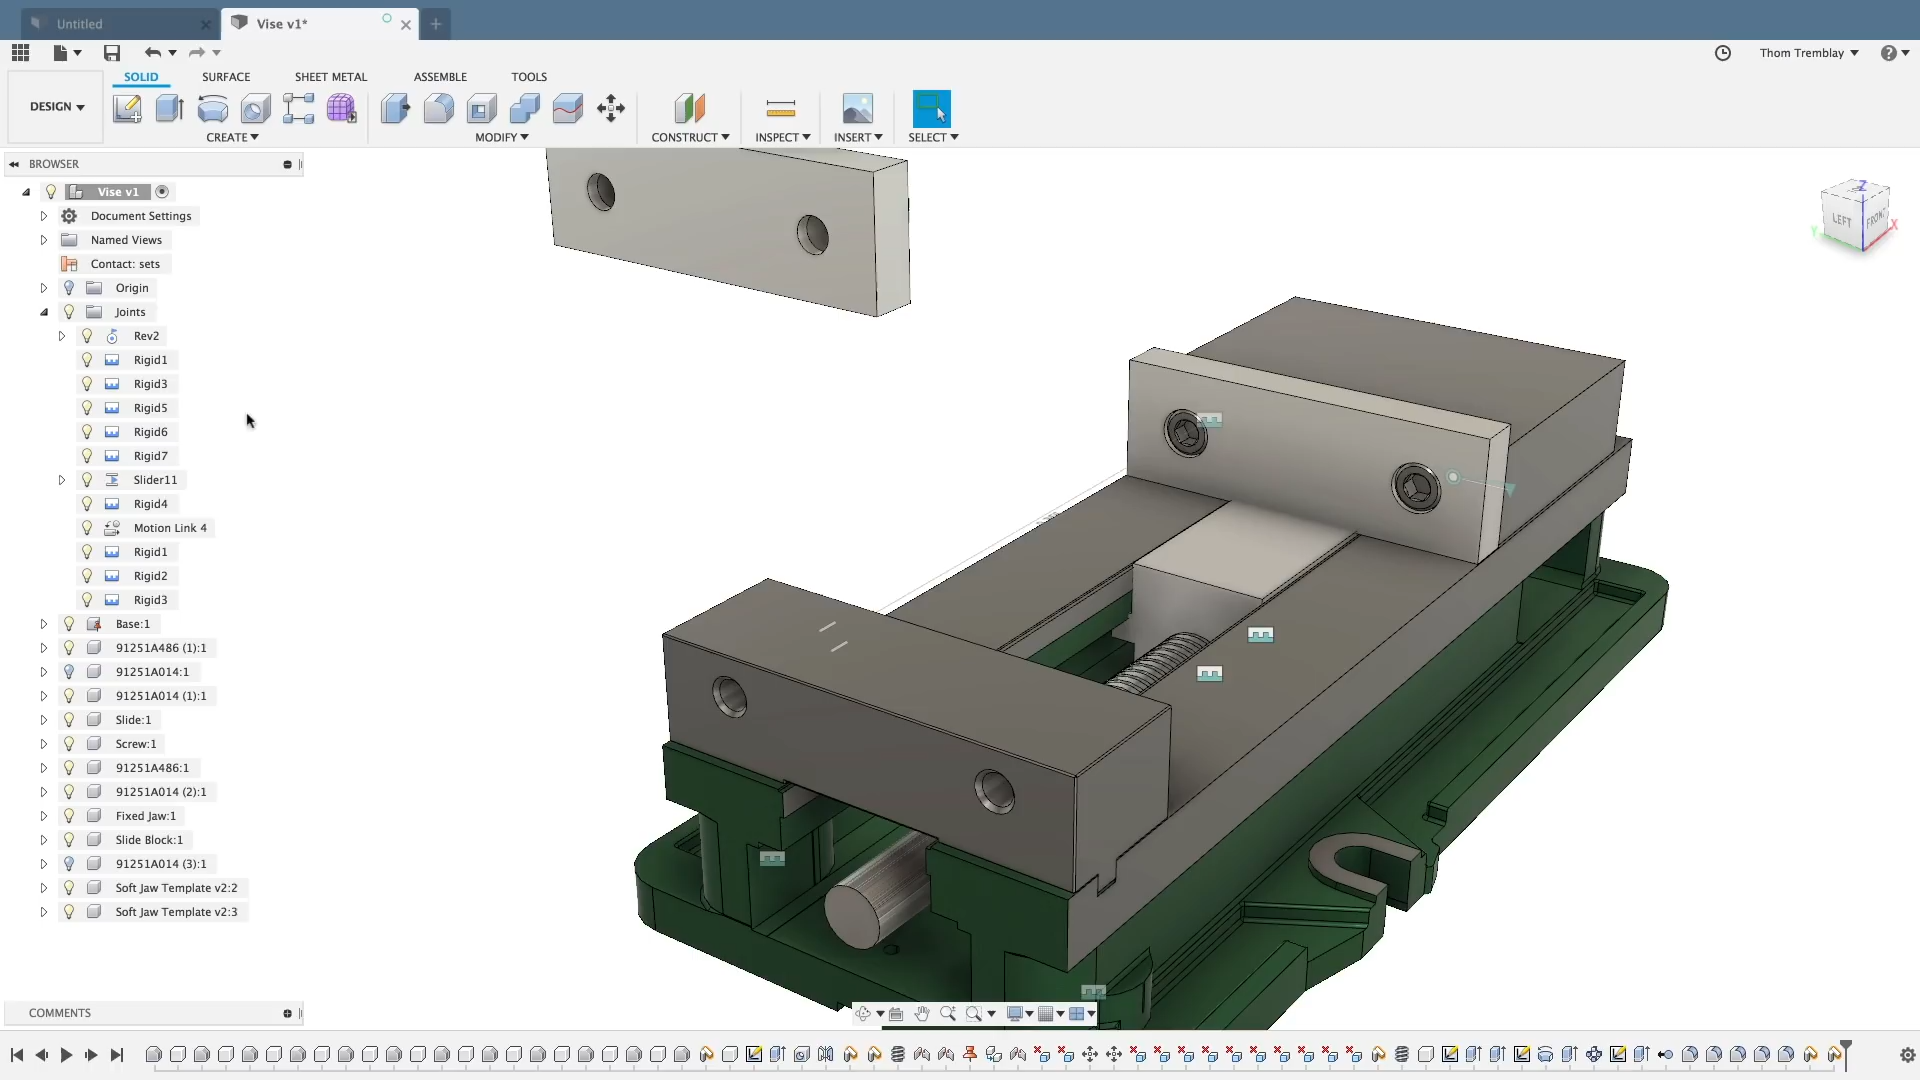 Untitled
Vise v1*
Thom Tremblay
DESIGN
SOLID
SURFACE
SHEET METAL
ASSEMBLE
TOOLS
CREATE
MODIFY
CONSTRUCT
INSPECT
INSERT
SELECT
BROWSER
Vise v1
Document Settings
Named Views
Contact: sets
Origin
Joints
Rev2
Rigid1
Rigid3
Rigid5
Rigid6
Rigid7
Slider11
Rigid4
Motion Link 4
Rigid1
Rigid2
Rigid3
Base:1
91251A486 (1):1
91251A014:1
91251A014 (1):1
Slide:1
Screw:1
91251A486:1
91251A014 (2):1
Fixed Jaw:1
Slide Block:1
91251A014 (3):1
Soft Jaw Template v2:2
Soft Jaw Template v2:3
Z
LEFT
FRONT
Y
X
COMMENTS